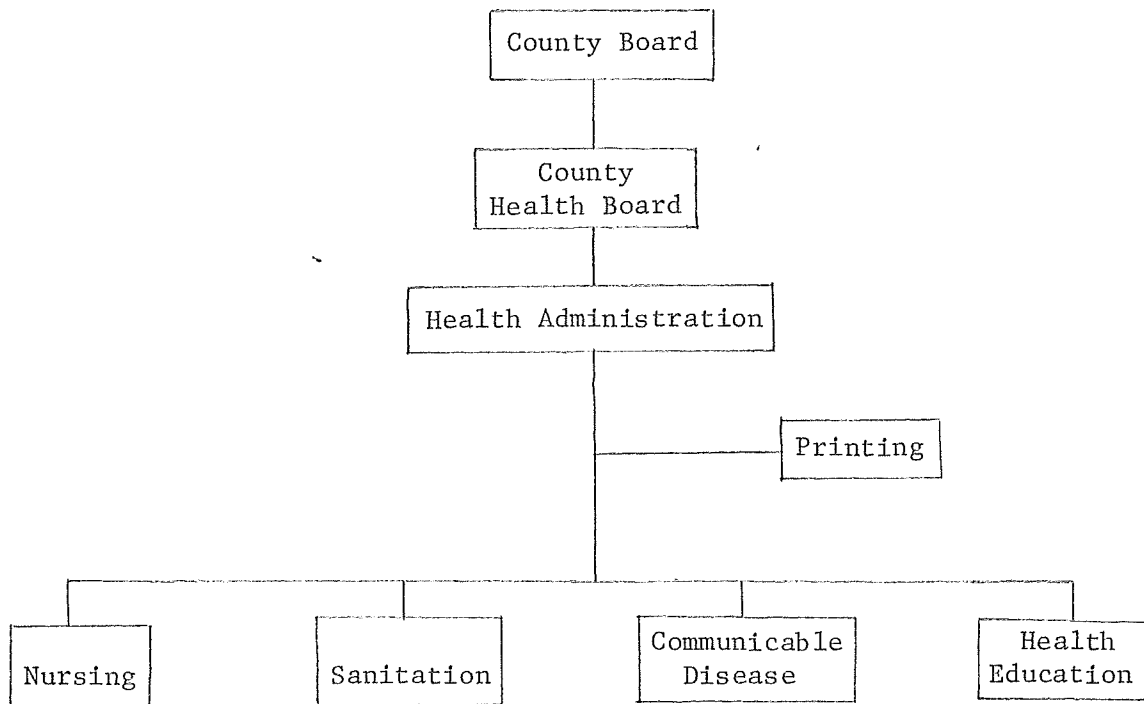 County Board
County
Health Board
Health Administration
Printing
Nursing
Sanitation
Communicable
Disease
Health
Education